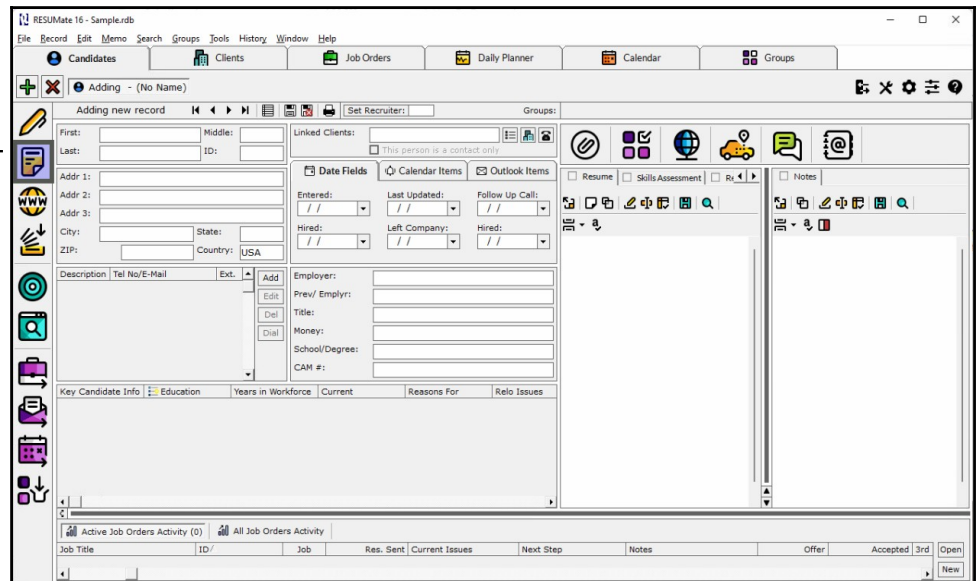 RESUMate 16 - Sample.rdb
File Record Edit Memo Search Groups Tools History Window Help
Candidates Clients Job Orders Daily Planner Calendar Groups
Adding - (No Name)
Adding new record Set Recruiter: Groups:
First: Middle: Linked Clients:
Last: ID: This person is a contact only
Addr 1: Date Fields Calendar Items Outlook Items Resume Skills Assessment Notes
Addr 2: Entered: Last Updated: Follow Up Call:
Addr 3: / / / / / /
City: State: Hired: Left Company: Hired:
ZIP: Country: USA / / / / / /
Description Tel No/E-Mail Ext. Add Employer:
Edit Prev/ Emplyr:
Del Title:
Dial Money:
School/Degree:
CAM #:
Key Candidate Info Education Years in Workforce Current Reasons For Relo Issues
Active Job Orders Activity (0) All Job Orders Activity
Job Title ID/ Job Res. Sent Current Issues Next Step Notes Offer Accepted 3rd Open
New
WWW